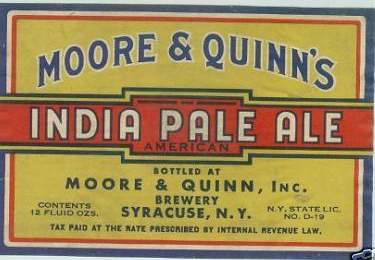 MOORE & QUINN'S
INDIA PALE ALE
AMERICAN
BOTTLED AT
MOORE & QUINN, INC.
BREWERY
CONTENTS
12 FLUID OZS.
SYRACUSE, N.Y.
N.Y. STATE LIC.
NO. D-19
TAX PAID AT THE RATE PRESCRIBED BY INTERNAL REVENUE LAW.